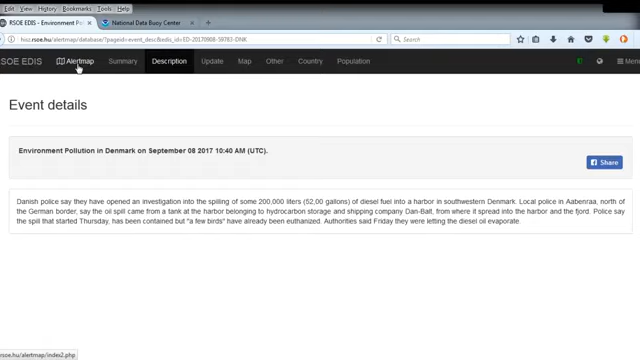 Edit View History Bookmarks Tools Help
RSOE EDIS - Environment Po
National Data Buoy Center
hisz.rsoe.hu/alertmap/database/?pageid=event_desc&edis_id=ED-20170908-59783-DNK
Search
RSOE EDIS Alertmap Summary Description Update Map Other Country Population Men
Event details
Environment Pollution in Denmark on September 08 2017 10:40 AM (UTC).
Share
Danish police say they have opened an investigation into the spilling of some 200,000 liters (52,00 gallons) of diesel fuel into a harbor in southwestern Denmark. Local police in Aabenraa, north of
the German border, say the oil spill came from a tank at the harbor belonging to hydrocarbon storage and shipping company Dan-Balt, from where it spread into the harbor and the fjord. Police say
the spill that started Thursday, has been contained but "a few birds" have already been euthanized. Authorities said Friday they were letting the diesel oil evaporate.
rsoe.hu/alertmap/index2.php